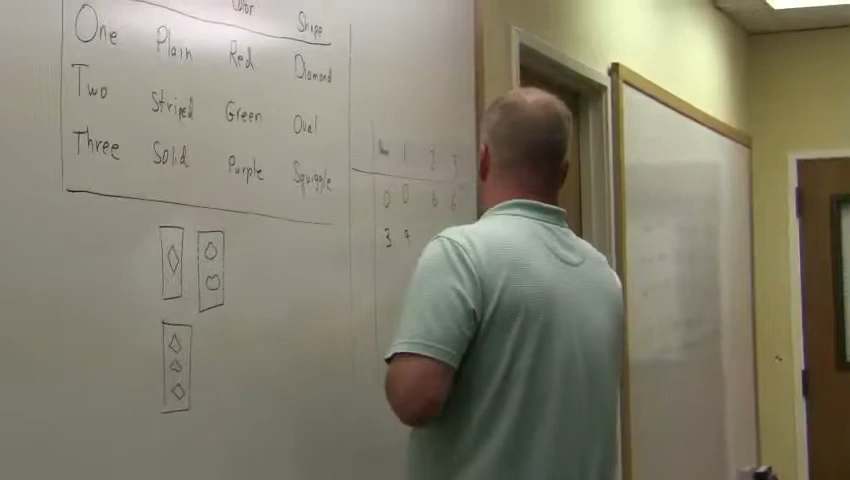 Color Shape
One Plain Red Diamond
Two Striped Green Oval
Three Solid Purple Squiggle
1 2 3
0 0 6 6
3 9